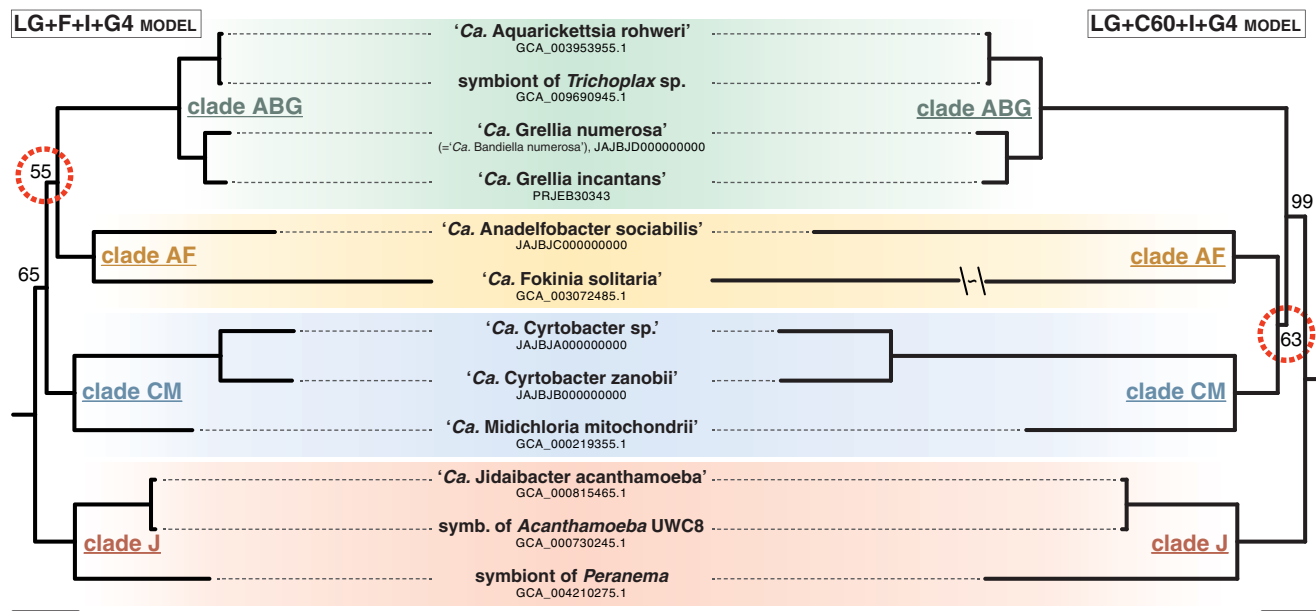 LG+F+I+G4 MODEL
LG+C60+I+G4 MODEL
‘Ca. Aquarickettsia rohweri’
GCA_003953955.1
symbiont of Trichoplax sp.
GCA_009690945.1
clade ABG
clade ABG
‘Ca. Grellia numerosa’
(=‘Ca. Bandiella numerosa’), JAJBJD000000000
55
‘Ca. Grellia incantans’
PRJEB30343
99
‘Ca. Anadelfobacter sociabilis’
JAJBJC000000000
clade AF
clade AF
65
‘Ca. Fokinia solitaria’
GCA_003072485.1
‘Ca. Cyrtobacter sp.’
JAJBJA000000000
63
‘Ca. Cyrtobacter zanobii’
JAJBJB000000000
clade CM
clade CM
‘Ca. Midichloria mitochondrii’
GCA_000219355.1
‘Ca. Jidaibacter acanthamoeba’
GCA_000815465.1
symb. of Acanthamoeba UWC8
GCA_000730245.1
clade J
clade J
symbiont of Peranema
GCA_004210275.1